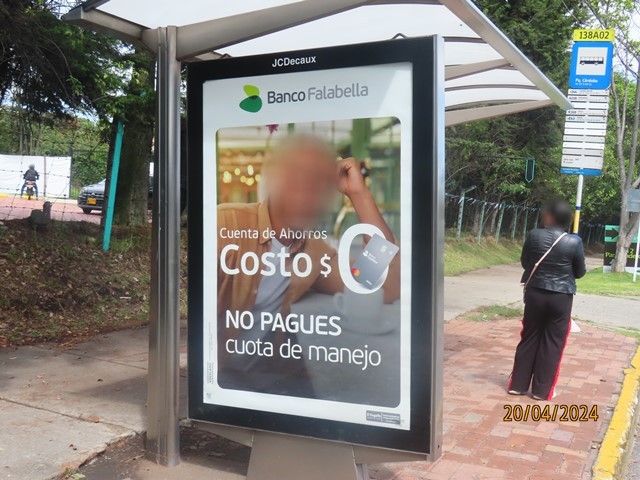 JCDecaux
Banco Falabella
Cuenta de Ahorros
Costo $0
NO PAGUES
cuota de manejo
138A02
20/04/2024